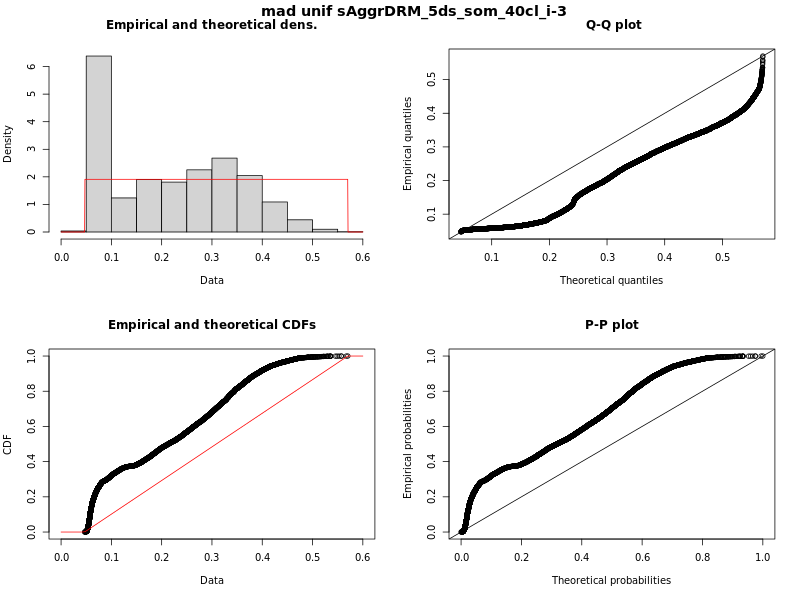 mad unif sAggrDRM_5ds_som_40cl_i-3
Empirical and theoretical dens.
Density
0 1 2 3 4 5 6
0.0 0.1 0.2 0.3 0.4 0.5 0.6
Data
Q-Q plot
Empirical quantiles
0.1 0.2 0.3 0.4 0.5
0.1 0.2 0.3 0.4 0.5
Theoretical quantiles
Empirical and theoretical CDFs
CDF
0.0 0.2 0.4 0.6 0.8 1.0
0.0 0.1 0.2 0.3 0.4 0.5 0.6
Data
P-P plot
Empirical probabilities
0.0 0.2 0.4 0.6 0.8 1.0
0.0 0.2 0.4 0.6 0.8 1.0
Theoretical probabilities